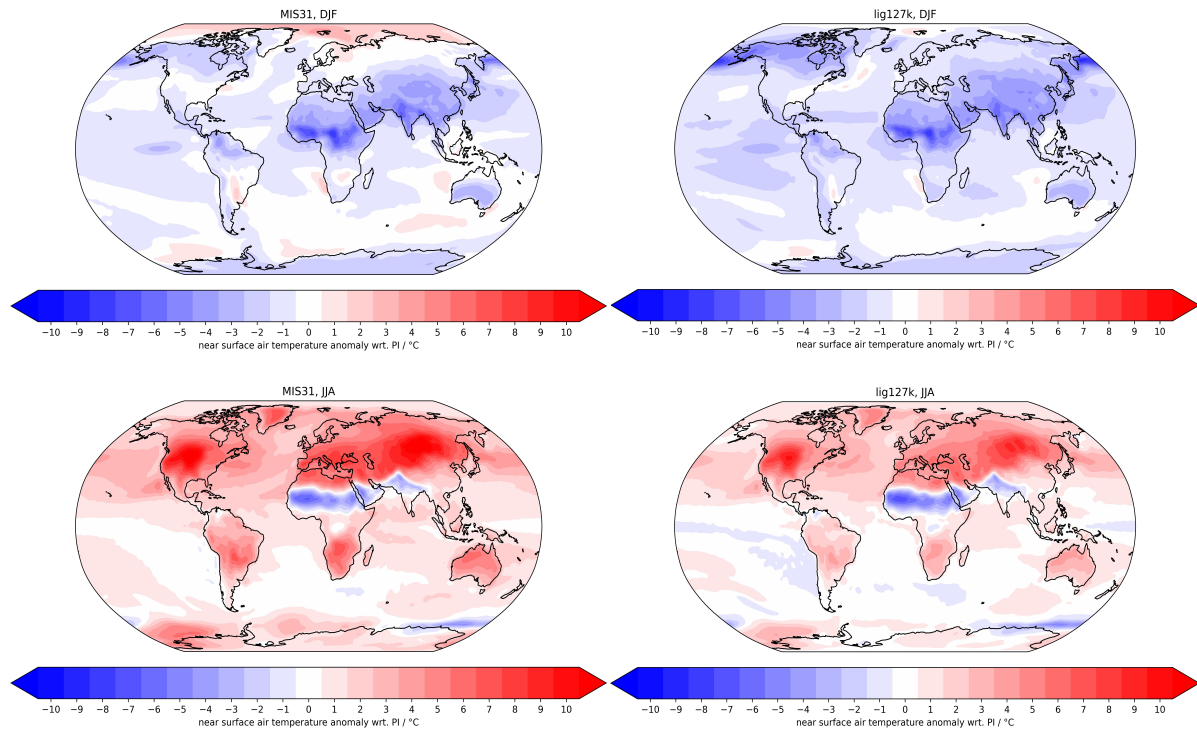 MIS31, DJF
−10 −9 −8 −7 −6 −5 −4 −3 −2 −1 0 1 2 3 4 5 6 7 8 9 10
near surface air temperature anomaly wrt. PI / °C
lig127k, DJF
−10 −9 −8 −7 −6 −5 −4 −3 −2 −1 0 1 2 3 4 5 6 7 8 9 10
near surface air temperature anomaly wrt. PI / °C
MIS31, JJA
−10 −9 −8 −7 −6 −5 −4 −3 −2 −1 0 1 2 3 4 5 6 7 8 9 10
near surface air temperature anomaly wrt. PI / °C
lig127k, JJA
−10 −9 −8 −7 −6 −5 −4 −3 −2 −1 0 1 2 3 4 5 6 7 8 9 10
near surface air temperature anomaly wrt. PI / °C